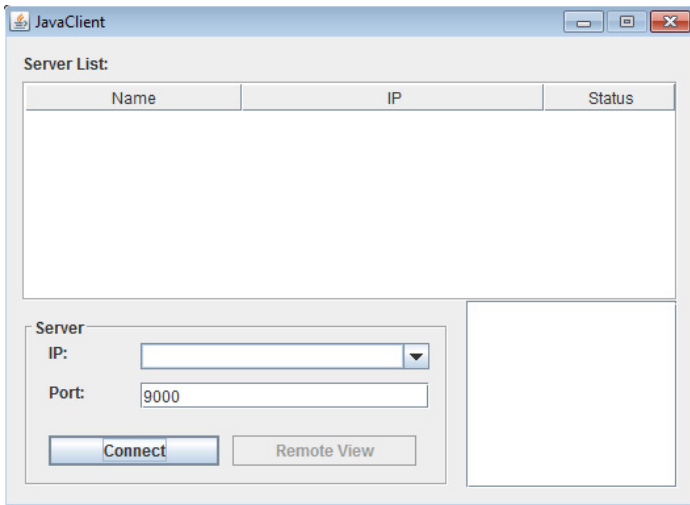 JavaClient
Server List:
Name IP Status
Server
IP:
Port: 9000
Connect Remote View